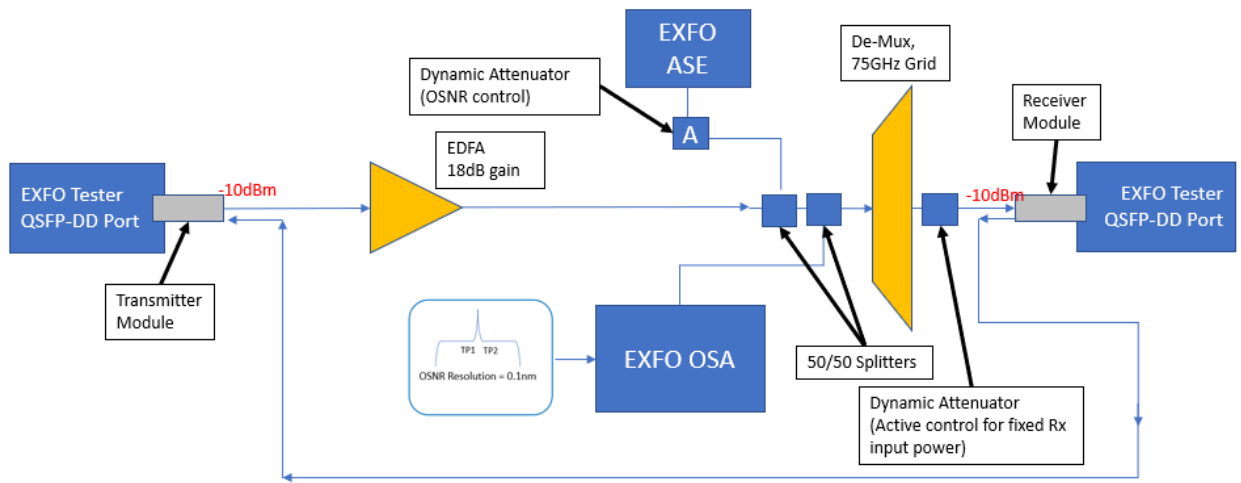 EXFO
ASE
De-Mux,
75GHz Grid
Dynamic Attenuator
(OSNR control)
A
Receiver
Module
EDFA
18dB gain
EXFO Tester
QSFP-DD Port
-10dBm
-10dBm
EXFO Tester
QSFP-DD Port
Transmitter
Module
TP1 TP2
OSNR Resolution = 0.1nm
EXFO OSA
50/50 Splitters
Dynamic Attenuator
(Active control for fixed Rx
input power)